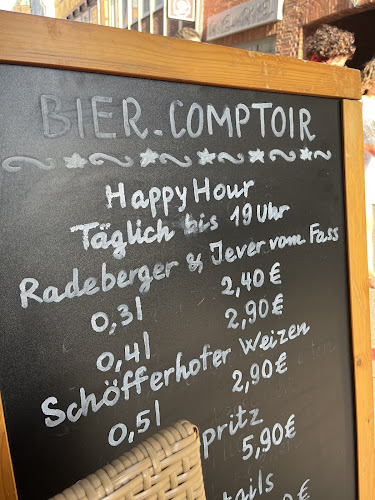 BIER-COMPTOIR
Happy Hour
Täglich bis 19 Uhr
Radeberger & Jever vom Fass
0,3l 2,40€
0,4l 2,90€
Schöfferhofer Weizen
0,5l 2,90€
5,90€